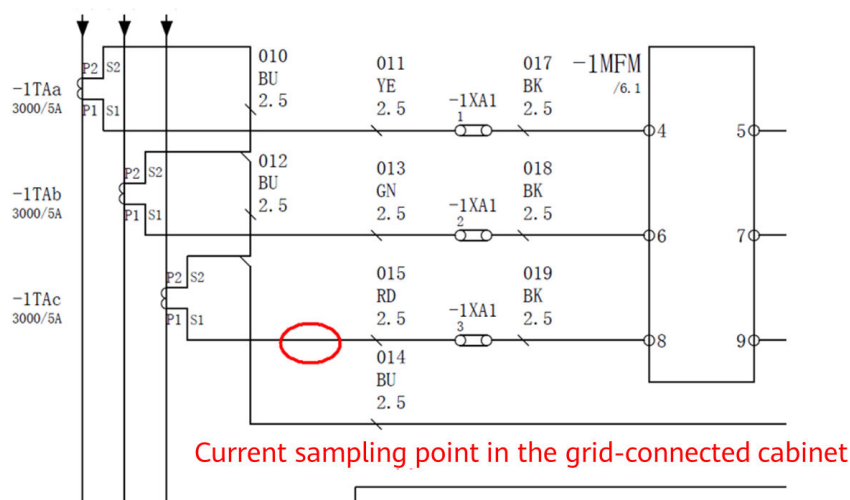 010
BU
2.5
011
YE
2.5
017
BK
2.5
-1MFM
/6.1
P2 S2
-1TAa
3000/5A
P1 S1
-1XA1
1
4
5
012
BU
2.5
013
GN
2.5
018
BK
2.5
P2 S2
-1TAb
3000/5A
P1 S1
-1XA1
2
6
7
015
RD
2.5
019
BK
2.5
P2 S2
-1TAc
3000/5A
P1 S1
-1XA1
3
8
9
014
BU
2.5
Current sampling point in the grid-connected cabinet